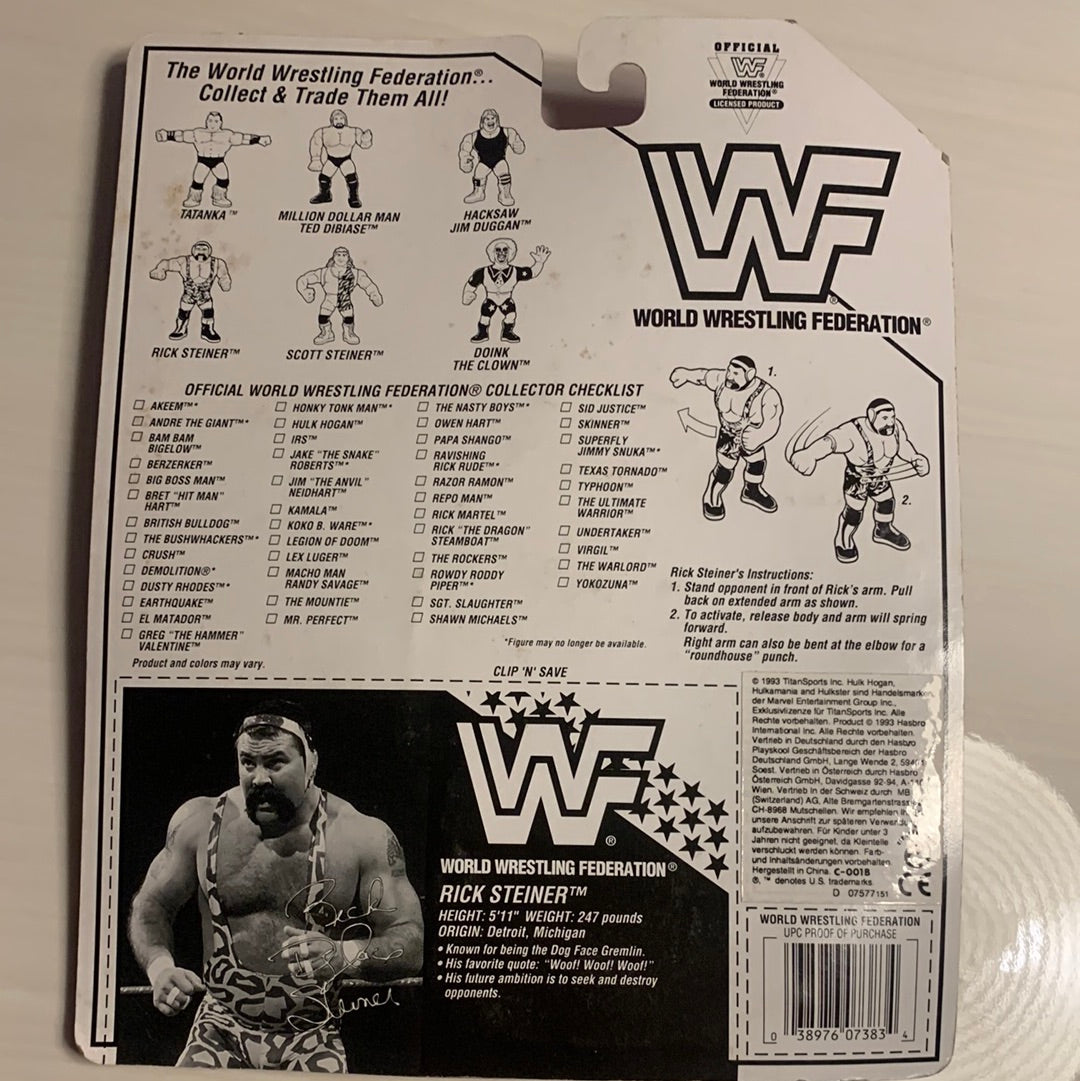 The World Wrestling Federation®...
Collect & Trade Them All!
TATANKA™
MILLION DOLLAR MAN
TED DIBIASE™
HACKSAW
JIM DUGGAN™
RICK STEINER™
SCOTT STEINER™
DOINK
THE CLOWN™
OFFICIAL
WF
WORLD WRESTLING
FEDERATION®
LICENSED PRODUCT
WF®
WORLD WRESTLING FEDERATION®
OFFICIAL WORLD WRESTLING FEDERATION® COLLECTOR CHECKLIST
AKEEM™*
ANDRE THE GIANT™*
BAM BAM
BIGELOW™
BERZERKER™
BIG BOSS MAN™
BRET "HIT MAN"
HART™
BRITISH BULLDOG™
THE BUSHWHACKERS™*
CRUSH™
DEMOLITION®*
DUSTY RHODES™*
EARTHQUAKE™
EL MATADOR™
GREG "THE HAMMER"
VALENTINE™
HONKY TONK MAN™*
HULK HOGAN™
IRS™
JAKE "THE SNAKE"
ROBERTS™*
JIM "THE ANVIL"
NEIDHART™
KAMALA™
KOKO B. WARE™*
LEGION OF DOOM™
LEX LUGER™
MACHO MAN
RANDY SAVAGE™
THE MOUNTIE™
MR. PERFECT™
THE NASTY BOYS™*
OWEN HART™
PAPA SHANGO™
RAVISHING
RICK RUDE™*
RAZOR RAMON™
REPO MAN™
RICK MARTEL™
RICK "THE DRAGON"
STEAMBOAT™
THE ROCKERS™
ROWDY RODDY
PIPER™*
SGT. SLAUGHTER™
SHAWN MICHAELS™
SID JUSTICE™
SKINNER™
SUPERFLY
JIMMY SNUKA™*
TEXAS TORNADO™
TYPHOON™
THE ULTIMATE
WARRIOR™
UNDERTAKER™
VIRGIL™
THE WARLORD™
YOKOZUNA™
*Figure may no longer be available.
Product and colors may vary.
1.
2.
Rick Steiner's Instructions:
1. Stand opponent in front of Rick's arm. Pull
back on extended arm as shown.
2. To activate, release body and arm will spring
forward.
Right arm can also be bent at the elbow for a
"roundhouse" punch.
CLIP 'N' SAVE
WF®
WORLD WRESTLING FEDERATION®
RICK STEINER™
HEIGHT: 5'11" WEIGHT: 247 pounds
ORIGIN: Detroit, Michigan
• Known for being the Dog Face Gremlin.
• His favorite quote: "Woof! Woof! Woof!"
• His future ambition is to seek and destroy
opponents.
Rick
Steiner
© 1993 TitanSports Inc. Hulk Hogan,
Hulkamania and Hulkster sind Handelsmarken
der Marvel Entertainment Group Inc.,
Exklusivlizenze für TitanSports Inc. Alle
Rechte vorbehalten. Product © 1993 Hasbro
International Inc. Alle Rechte vorbehalten.
Vertrieb in Deutschland durch den Hasbro
Playskool Geschäftsbereich der Hasbro
Deutschland GmbH, Lange Wende 2,
Soest. Vertrieb in Österreich durch Hasbro
Österreich GmbH, Davidgasse 92-94,
Wien. Vertrieb in der Schweiz durch MB
(Switzerland) AG, Alte Bremgartenstrasse
CH-8968 Mutschellen. Wir empfehlen
unsere Anschrift zur späteren
aufzubewahren. Für Kinder unter 3
Jahren nicht geeignet, da Kleinteile
verschluckt werden können. Farb-
und Inhaltsänderungen vorbehalten.
Hergestellt in China. C-001B
®, ™ denotes U.S. trademarks.
D 07577151
CE
WORLD WRESTLING FEDERATION
UPC PROOF OF PURCHASE
0 38976 07383 4